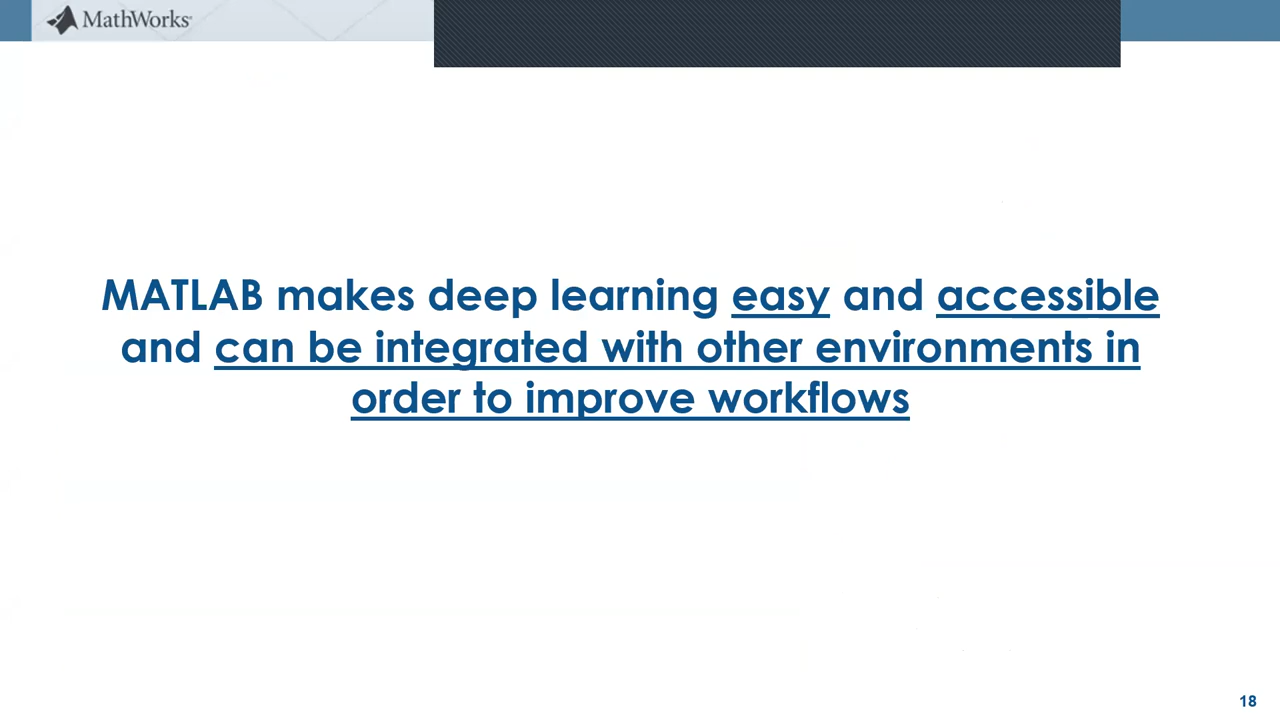 MathWorks®
MATLAB makes deep learning easy and accessible
and can be integrated with other environments in
order to improve workflows
18